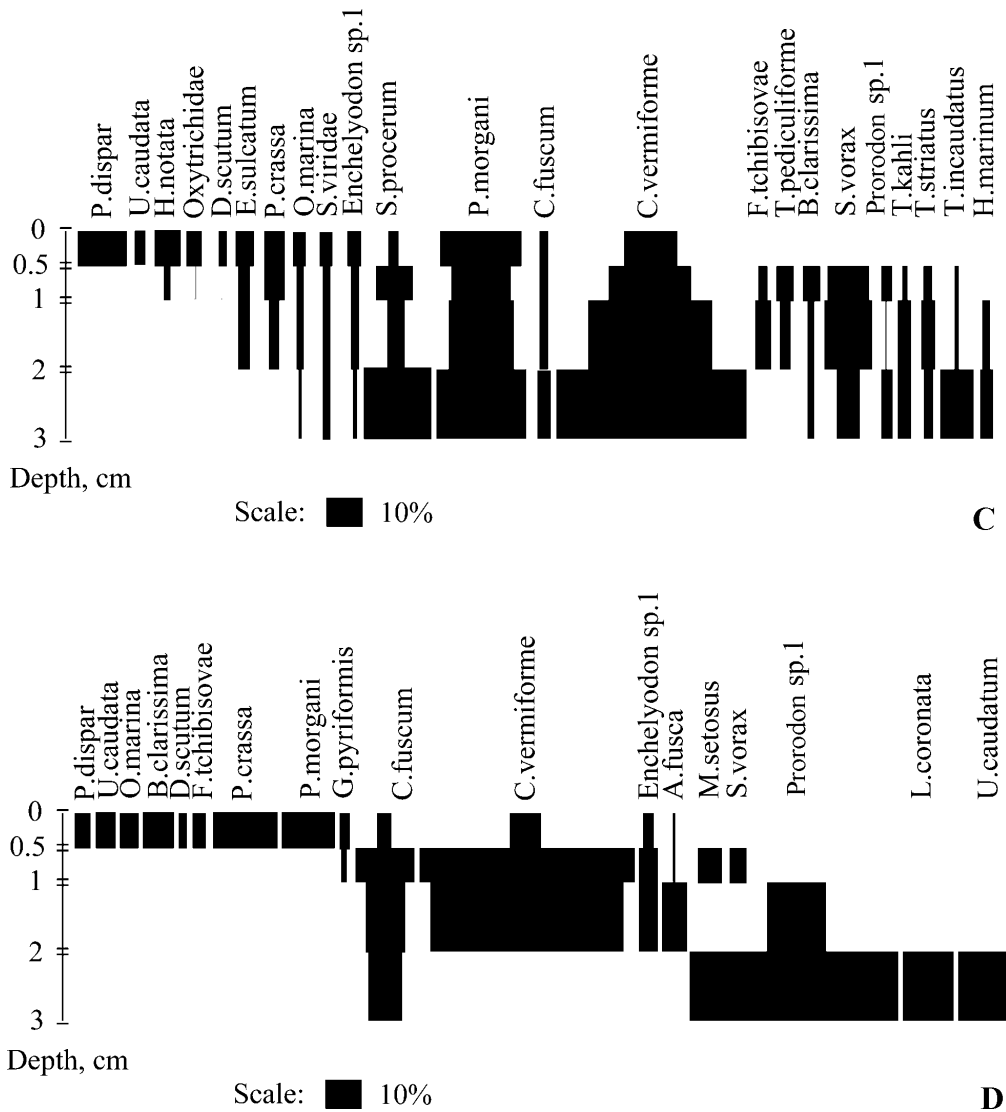 P.dispar
U.caudata
H.notata
Oxytrichidae
D.scutum
E.sulcatum
P.crassa
O.marina
S.viridae
Enchelyodon sp.1
S.procerum
P.morgani
C.fuscum
C.vermiforme
F.tchibisovae
T.pediculiforme
B.clarissima
S.vorax
Prorodon sp.1
T.kahli
T.striatus
T.incaudatus
H.marinum
0
0.5
1
2
3
Depth, cm
Scale: 10%
C
P.dispar
U.caudata
O.marina
B.clarissima
D.scutum
F.tchibisovae
P.crassa
P.morgani
G.pyriformis
C.fuscum
C.vermiforme
Enchelyodon sp.1
A.fusca
M.setosus
S.vorax
Prorodon sp.1
L.coronata
U.caudatum
0
0.5
1
2
3
Depth, cm
Scale: 10%
D